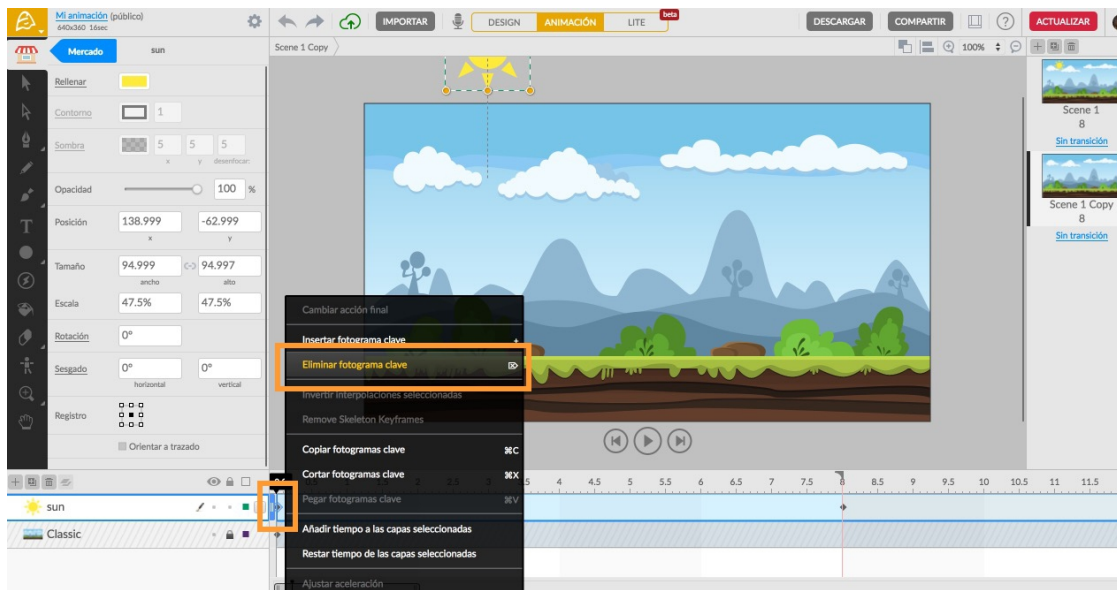 Mi animación (público)
640x360 16sec
IMPORTAR
DESIGN ANIMACIÓN LITE beta
DESCARGAR COMPARTIR ? ACTUALIZAR
Mercado sun
Scene 1 Copy
100%
Rellenar
Contorno 1
Sombra 5 5 5
x y desenfocar:
Opacidad 100 %
Posición 138.999 -62.999
x y
Tamaño 94.999 94.997
ancho alto
Escala 47.5% 47.5%
Rotación 0°
Sesgado 0° 0°
horizontal vertical
Registro
Orientar a trazado
Scene 1
8
Sin transición
Scene 1 Copy
8
Sin transición
Cambiar acción final
Insertar fotograma clave +
Eliminar fotograma clave
Invertir interpolaciones seleccionadas
Remove Skeleton Keyframes
Copiar fotogramas clave ⌘C
Cortar fotogramas clave ⌘X
Pegar fotogramas clave ⌘V
Añadir tiempo a las capas seleccionadas
Restar tiempo de las capas seleccionadas
Ajustar aceleración
4 4.5 5 5.5 6 6.5 7 7.5 8 8.5 9 9.5 10 10.5 11 11.5
sun
Classic